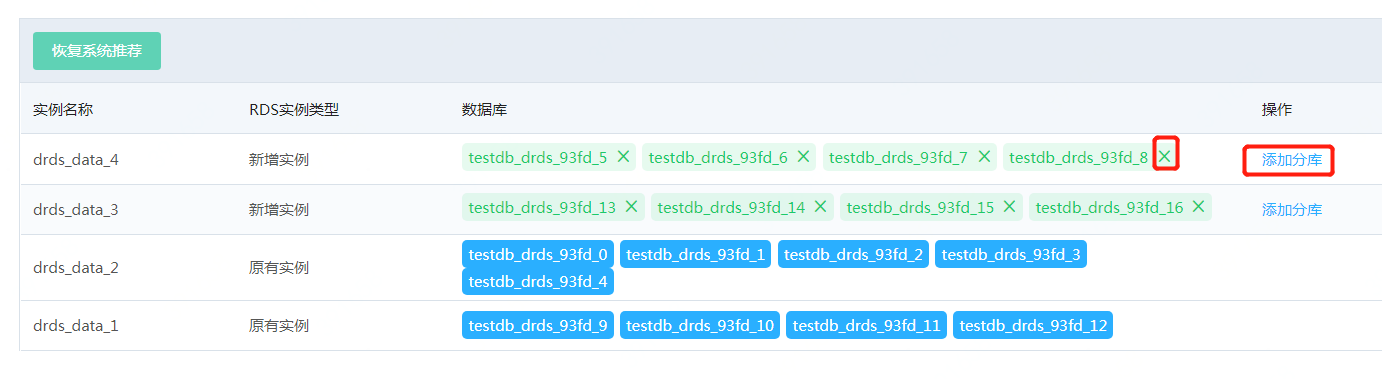 恢复系统推荐
实例名称 RDS实例类型 数据库 操作
drds_data_4 新增实例 testdb_drds_93fd_5 × testdb_drds_93fd_6 × testdb_drds_93fd_7 × testdb_drds_93fd_8 × 添加分库
drds_data_3 新增实例 testdb_drds_93fd_13 × testdb_drds_93fd_14 × testdb_drds_93fd_15 × testdb_drds_93fd_16 × 添加分库
drds_data_2 原有实例 testdb_drds_93fd_0 testdb_drds_93fd_1 testdb_drds_93fd_2 testdb_drds_93fd_3
testdb_drds_93fd_4
drds_data_1 原有实例 testdb_drds_93fd_9 testdb_drds_93fd_10 testdb_drds_93fd_11 testdb_drds_93fd_12